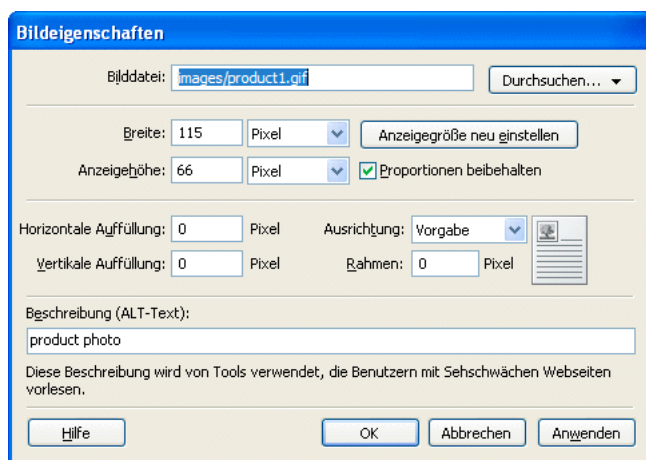 Bildeigenschaften
Bilddatei: images/product1.gif Durchsuchen...
Breite: 115 Pixel Anzeigegröße neu einstellen
Anzeigehöhe: 66 Pixel Proportionen beibehalten
Horizontale Auffüllung: 0 Pixel Ausrichtung: Vorgabe
Vertikale Auffüllung: 0 Pixel Rahmen: 0 Pixel
Beschreibung (ALT-Text):
product photo
Diese Beschreibung wird von Tools verwendet, die Benutzern mit Sehschwächen Webseiten
vorlesen.
Hilfe OK Abbrechen Anwenden